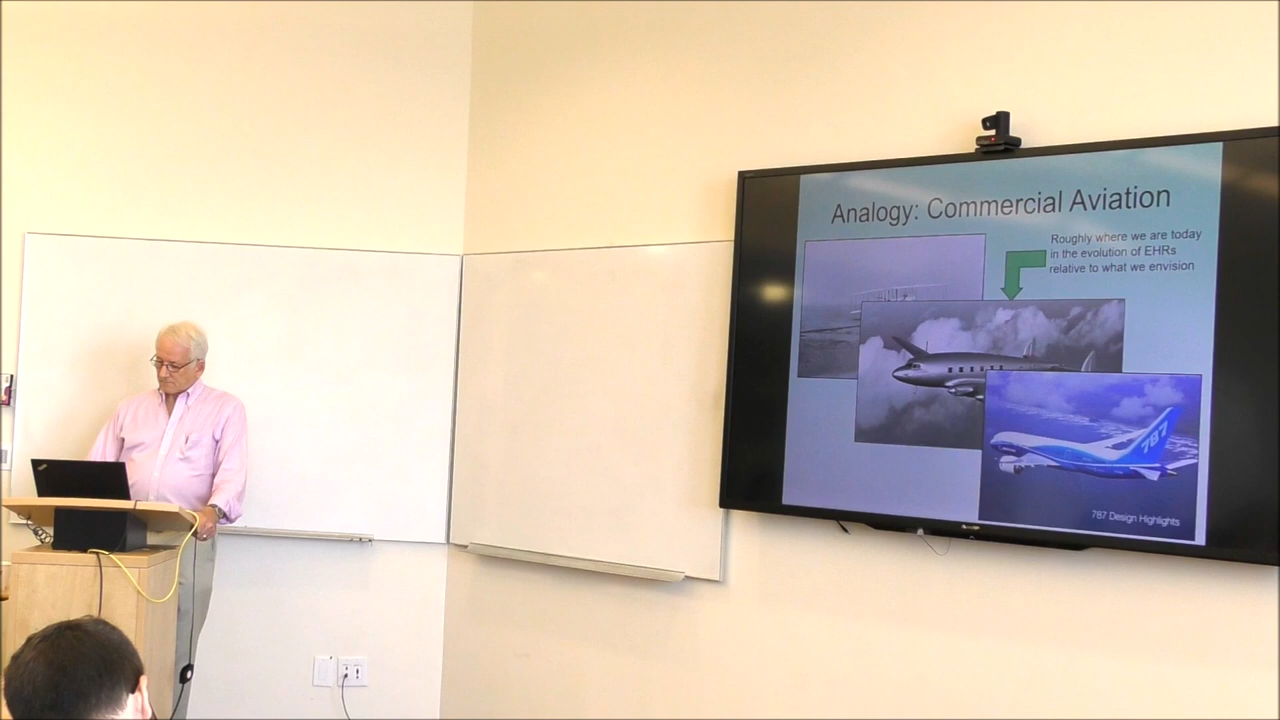 Analogy: Commercial Aviation
Roughly where we are today
in the evolution of EHRs
relative to what we envision
787
787 Design Highlights